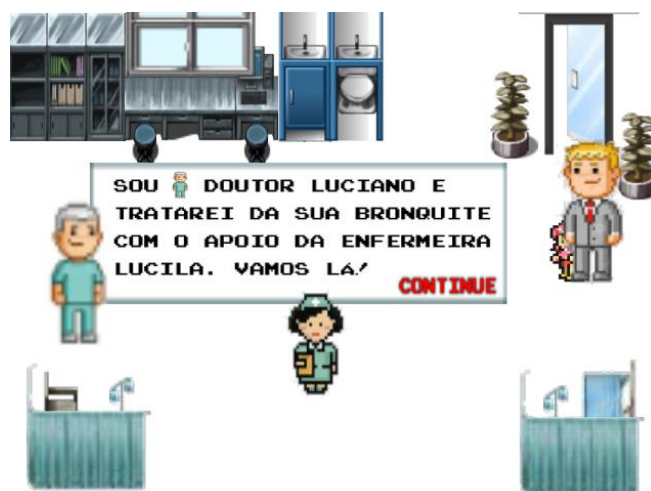 SOU DOUTOR LUCIANO E
TRATAREI DA SUA BRONQUITE
COM O APOIO DA ENFERMEIRA
LUCILA. VAMOS LÁ!
CONTINUE